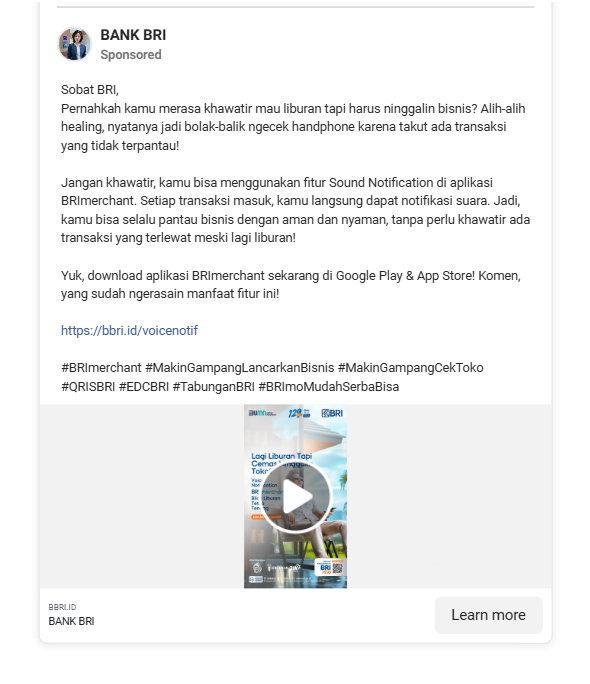 BANK BRI
Sponsored
Sobat BRI,
Pernahkah kamu merasa khawatir mau liburan tapi harus ninggalin bisnis? Alih-alih
healing, nyatanya jadi bolak-balik ngecek handphone karena takut ada transaksi
yang tidak terpantau!
Jangan khawatir, kamu bisa menggunakan fitur Sound Notification di aplikasi
BRImerchant. Setiap transaksi masuk, kamu langsung dapat notifikasi suara. Jadi,
kamu bisa selalu pantau bisnis dengan aman dan nyaman, tanpa perlu khawatir ada
transaksi yang terlewat meski lagi liburan!
Yuk, download aplikasi BRImerchant sekarang di Google Play & App Store! Komen,
yang sudah ngerasain manfaat fitur ini!
https://bbri.id/voicenotif
#BRImerchant #MakinGampangLancarkanBisnis #MakinGampangCekToko
#QRISBRI #EDCBRI #TabunganBRI #BRImoMudahSerbaBisa
BUMN 129 BRI
Lagi Liburan Tapi
BRI
BBRI.ID
BANK BRI
Learn more